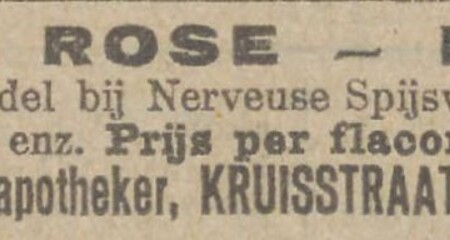 ROSE —
del bij Nerveuse Spijsv
enz. Prijs per flacon
apotheker, KRUISSTRAAT